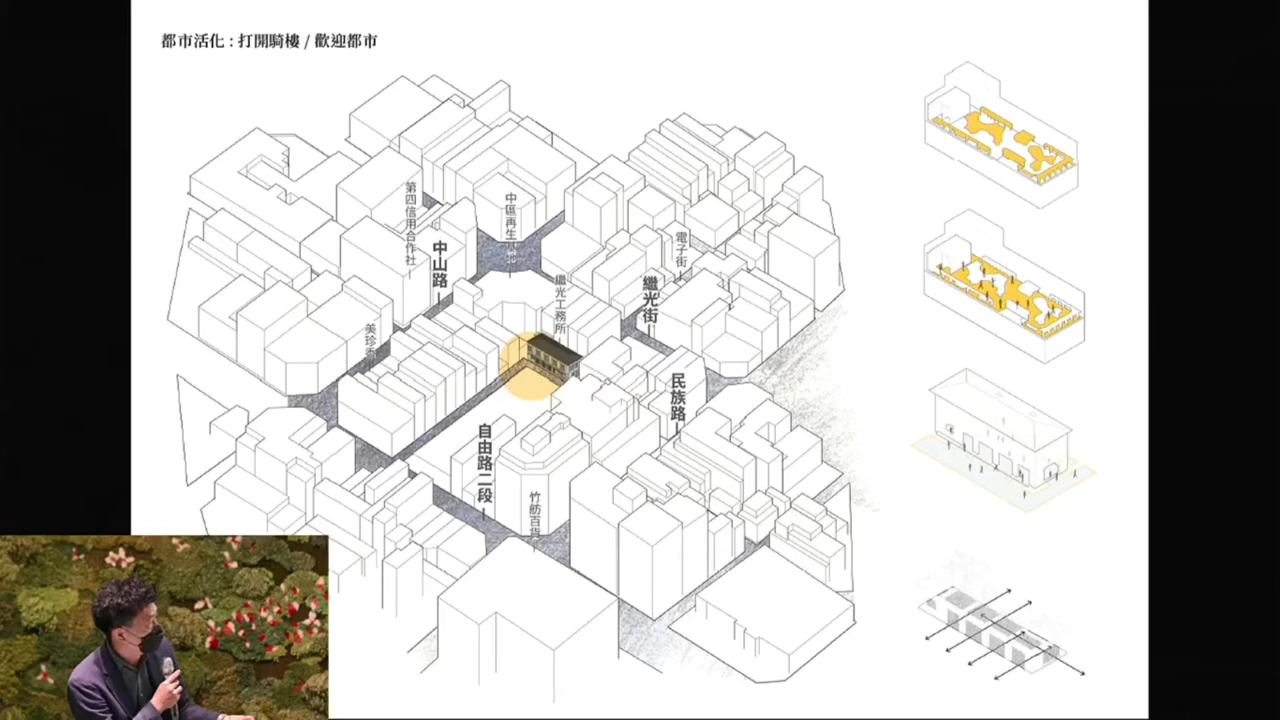 都市活化 : 打開騎樓 / 歡迎都市
第四信用合作社
中山路
中區再生基地
電子街
繼光街
繼光工務所
美珍香
民族路
自由路二段
竹舫百貨